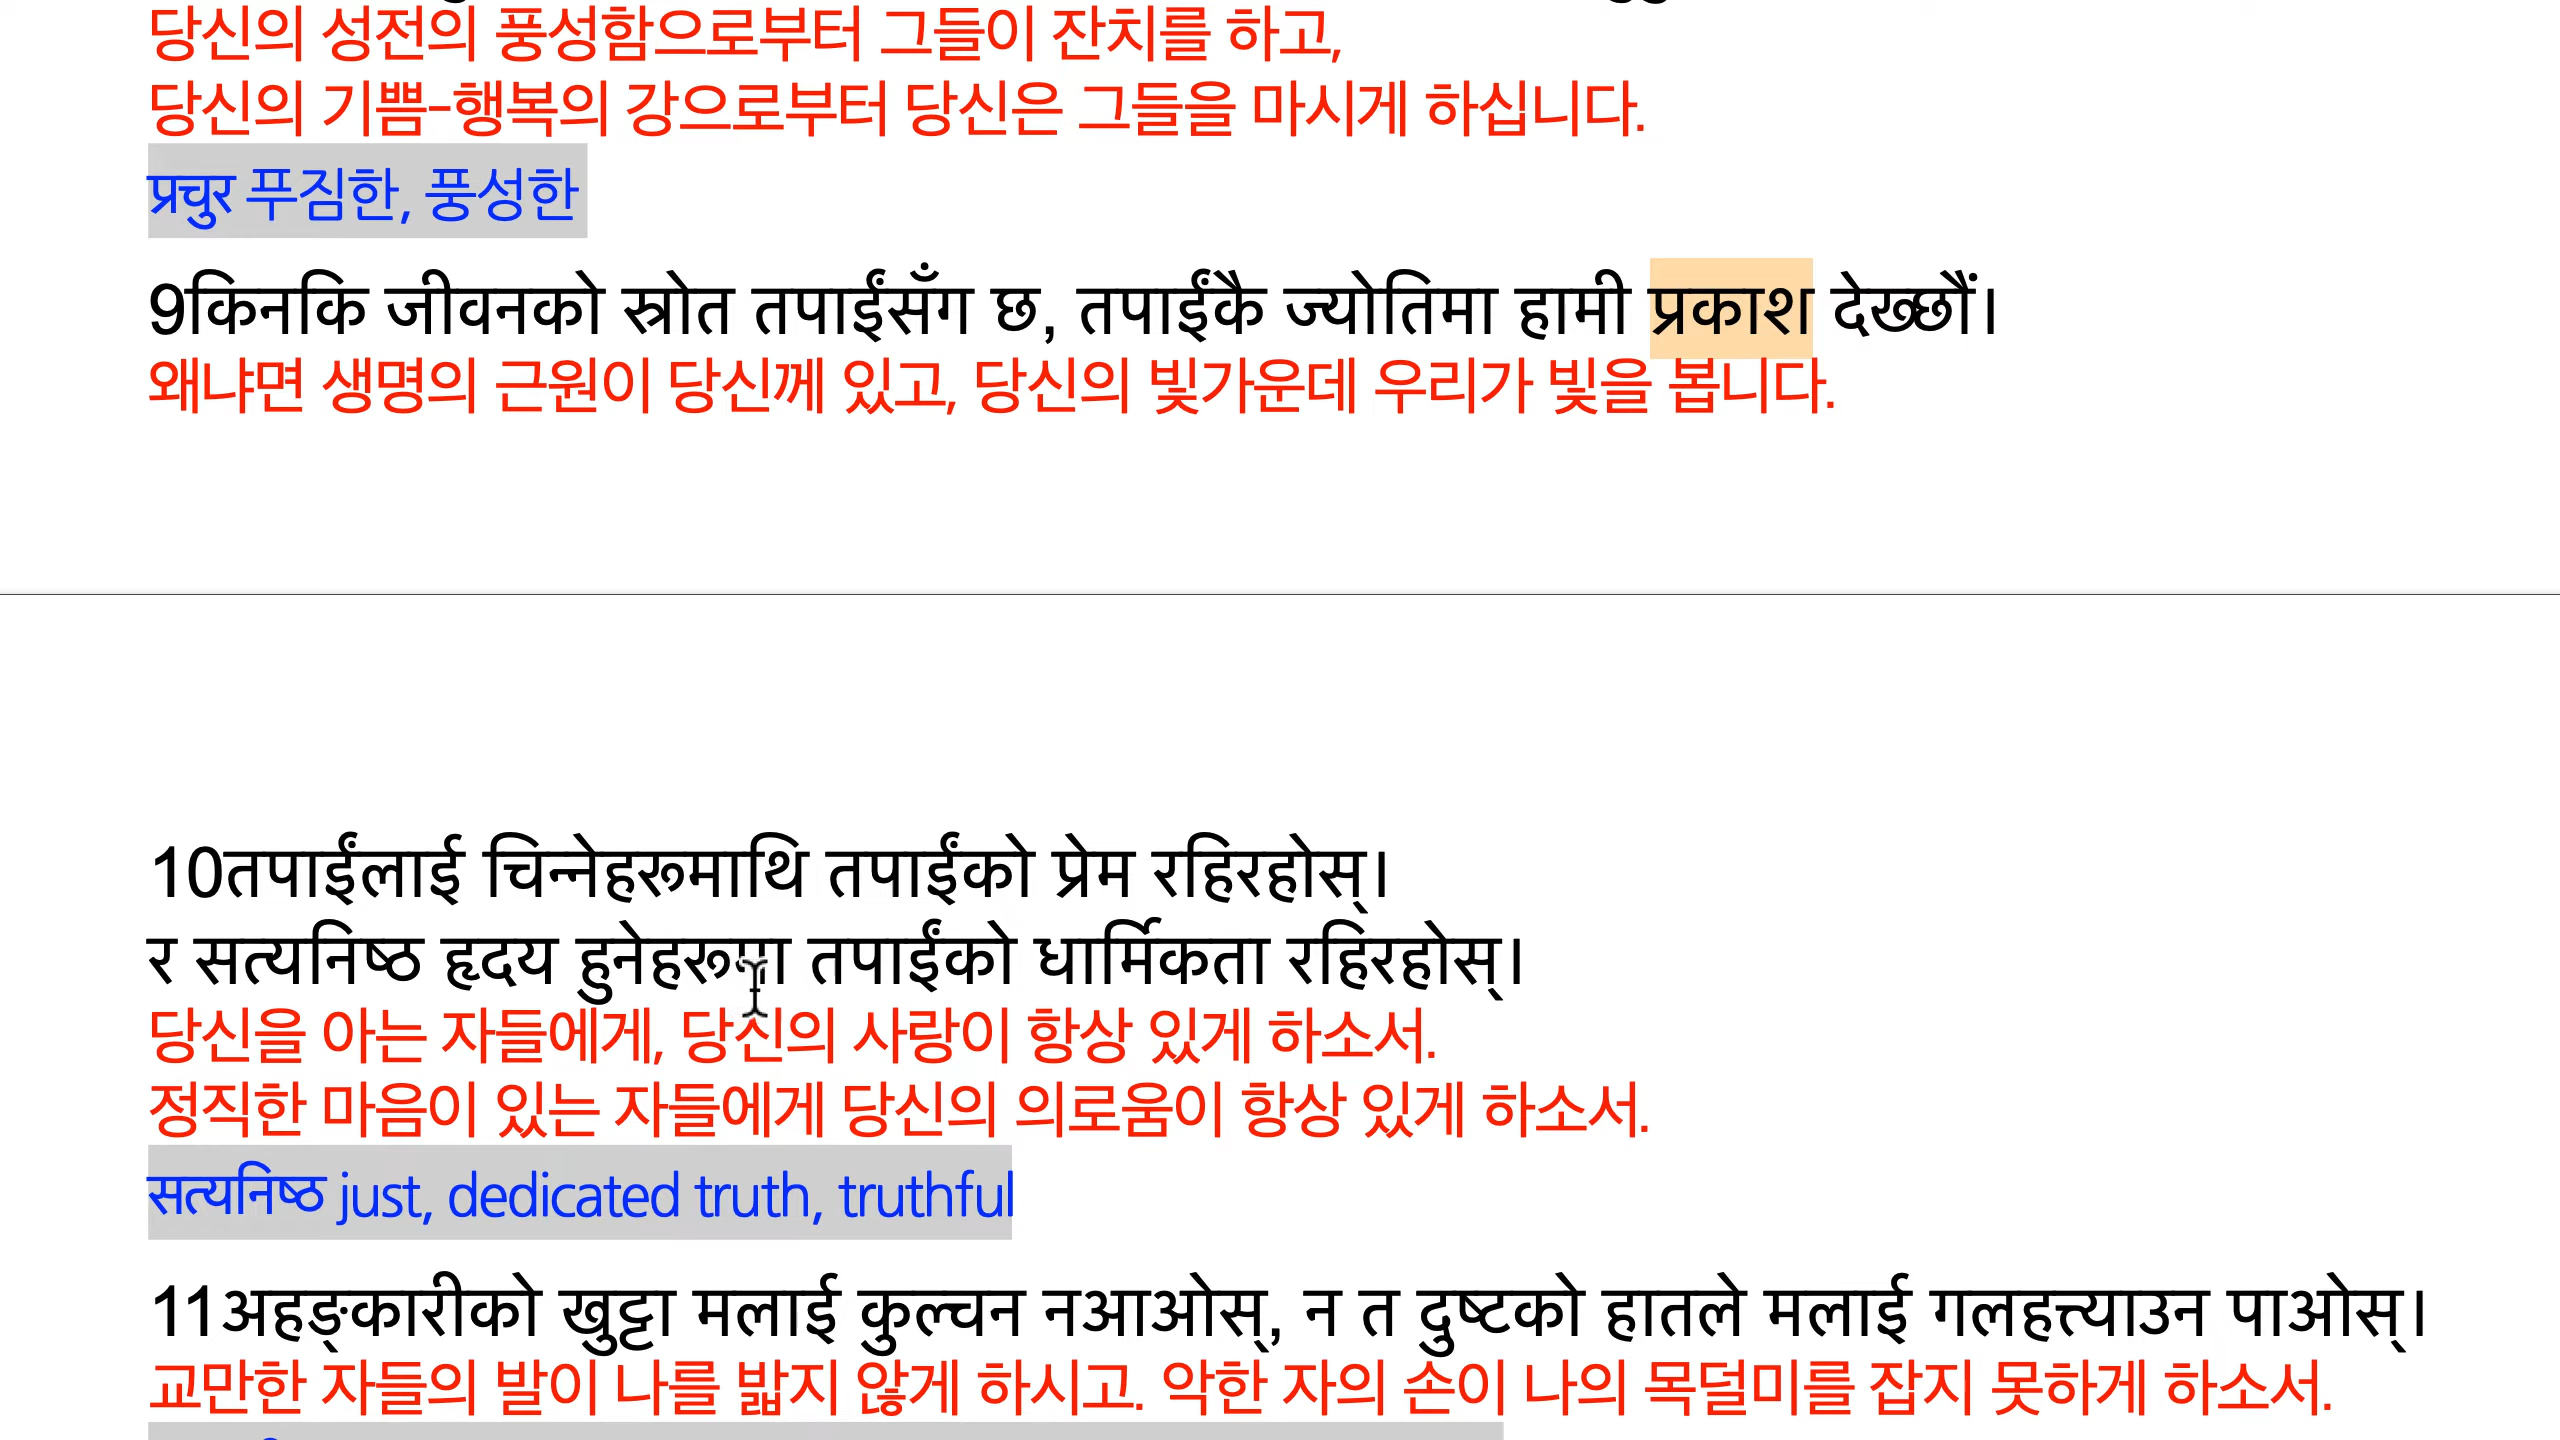 당신의 성전의 풍성함으로부터 그들이 잔치를 하고,
당신의 기쁨-행복의 강으로부터 당신은 그들을 마시게 하십니다.
प्रचुर 푸짐한, 풍성한
9किनकि जीवनको स्रोत तपाईंसँग छ, तपाईंकै ज्योतिमा हामी प्रकाश देख्छौं।
왜냐면 생명의 근원이 당신께 있고, 당신의 빛가운데 우리가 빛을 봅니다.
10तपाईंलाई चिन्नेहरूमाथि तपाईंको प्रेम रहिरहोस्।
र सत्यनिष्ठ हृदय हुनेहरूमा तपाईंको धार्मिकता रहिरहोस्।
당신을 아는 자들에게, 당신의 사랑이 항상 있게 하소서.
정직한 마음이 있는 자들에게 당신의 의로움이 항상 있게 하소서.
सत्यनिष्ठ just, dedicated truth, truthful
11अहङ्कारीको खुट्टा मलाई कुल्चन नआओस्, न त दुष्टको हातले मलाई गलहत्त्याउन पाओस्।
교만한 자들의 발이 나를 밟지 않게 하시고. 악한 자의 손이 나의 목덜미를 잡지 못하게 하소서.